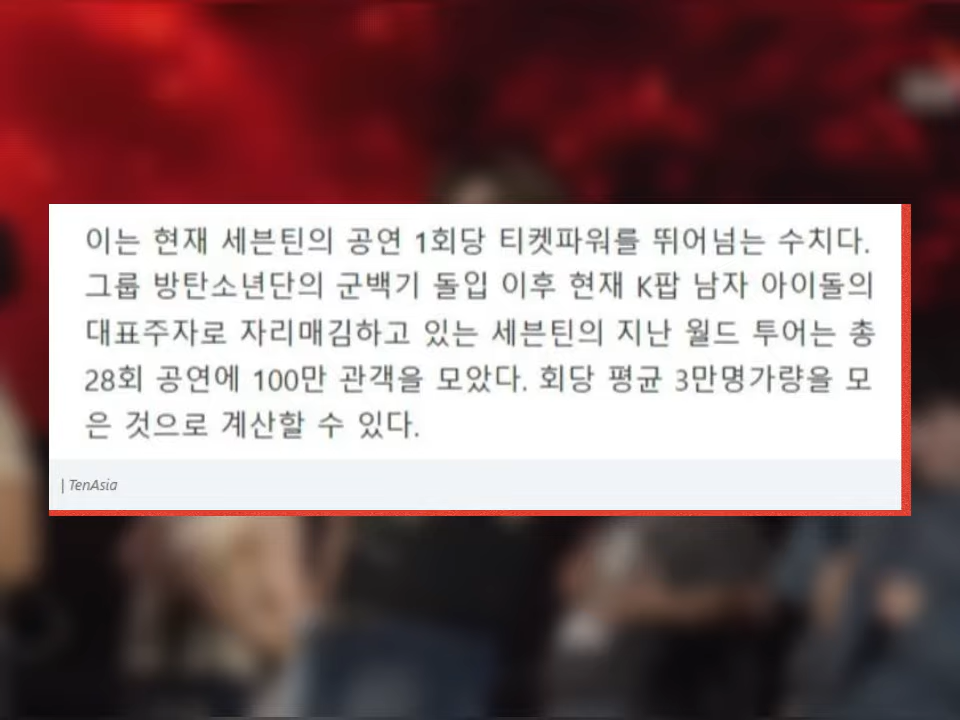 이는 현재 세븐틴의 공연 1회당 티켓파워를 뛰어넘는 수치다.
그룹 방탄소년단의 군백기 돌입 이후 현재 K팝 남자 아이돌의
대표주자로 자리매김하고 있는 세븐틴의 지난 월드 투어는 총
28회 공연에 100만 관객을 모았다. 회당 평균 3만명가량을 모
은 것으로 계산할 수 있다.
| TenAsia